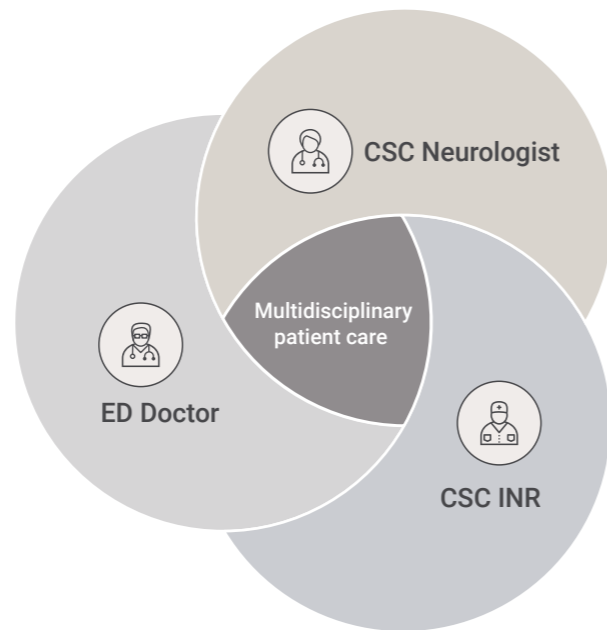 CSC Neurologist
Multidisciplinary
patient care
ED Doctor
CSC INR